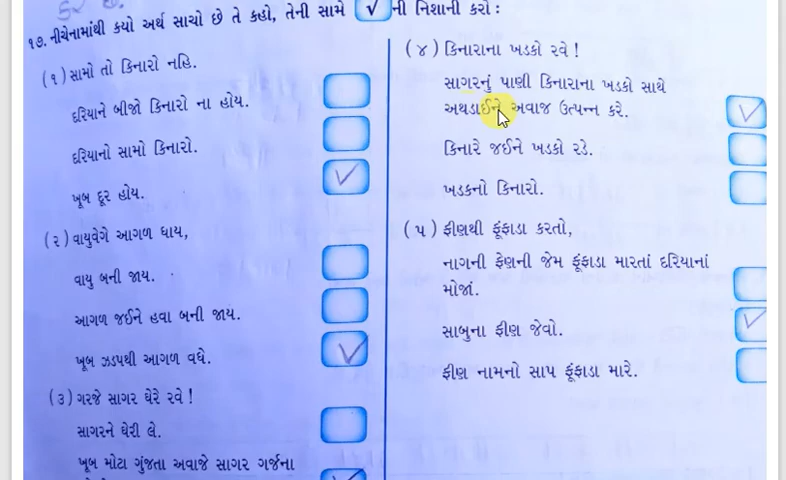 ૧૭. નીચેનામાંથી કયો અર્થ સાચો છે તે કહો, તેની સામે ✓ ની નિશાની કરો :
(૧) સામો તો કિનારો નહિ.
દરિયાને બીજો કિનારો ના હોય.
દરિયાનો સામો કિનારો.
ખૂબ દૂર હોય. ✓
(૨) વાયુવેગે આગળ ધાય,
વાયુ બની જાય.
આગળ જઈને હવા બની જાય.
ખૂબ ઝડપથી આગળ વધે. ✓
(૩) ગરજે સાગર ઘેરે રવે !
સાગરને ઘેરી લે.
ખૂબ મોટા ગુંજતા અવાજે સાગર ગર્જના
(૪) કિનારાના ખડકો રવે !
સાગરનું પાણી કિનારાના ખડકો સાથે
અથડાઈને અવાજ ઉત્પન્ન કરે. ✓
કિનારે જઈને ખડકો રડે.
ખડકનો કિનારો.
(૫) ફીણથી ફૂંફાડા કરતો,
નાગની ફેણની જેમ ફૂંફાડા મારતાં દરિયાનાં
મોજાં.
સાબુના ફીણ જેવો. ✓
ફીણ નામનો સાપ ફૂંફાડા મારે.